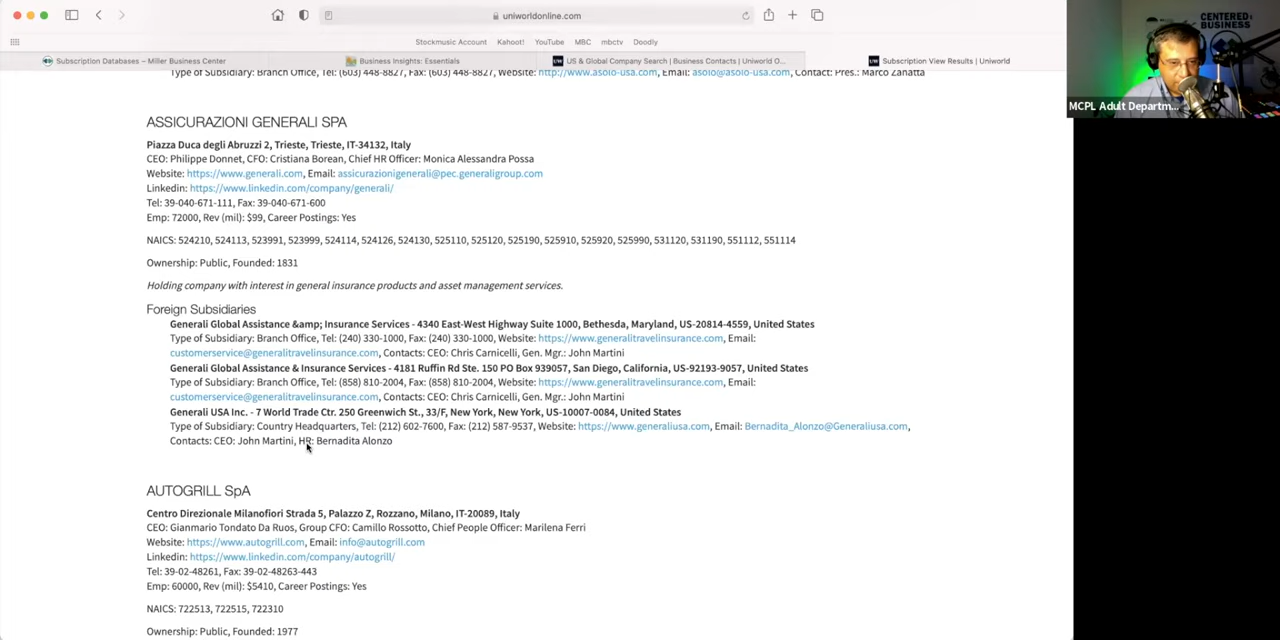 uniworldonline.com
CENTERED
BUSINESS
Stockmusic Account Kahoot! YouTube MBC mbctv Doodly
Subscription Databases – Miller Business Center
Business Insights: Essentials
US & Global Company Search | Business Contacts | Uniworld O...
Subscription View Results | Uniworld
Type of Subsidiary: Branch Office, Tel: (603) 448-8827, Fax: (603) 448-8827, Website: http://www.asolo-usa.com, Email: asolo@asolo-usa.com, Contact: Pres.: Marco Zanatta
MCPL Adult Departm...
ASSICURAZIONI GENERALI SPA
Piazza Duca degli Abruzzi 2, Trieste, Trieste, IT-34132, Italy
CEO: Philippe Donnet, CFO: Cristiana Borean, Chief HR Officer: Monica Alessandra Possa
Website: https://www.generali.com, Email: assicurazionigenerali@pec.generaligroup.com
Linkedin: https://www.linkedin.com/company/generali/
Tel: 39-040-671-111, Fax: 39-040-671-600
Emp: 72000, Rev (mil): $99, Career Postings: Yes
NAICS: 524210, 524113, 523991, 523999, 524114, 524126, 524130, 525110, 525120, 525190, 525910, 525920, 525990, 531120, 531190, 551112, 551114
Ownership: Public, Founded: 1831
Holding company with interest in general insurance products and asset management services.
Foreign Subsidiaries
Generali Global Assistance &amp; Insurance Services - 4340 East-West Highway Suite 1000, Bethesda, Maryland, US-20814-4559, United States
Type of Subsidiary: Branch Office, Tel: (240) 330-1000, Fax: (240) 330-1000, Website: https://www.generalitravelinsurance.com, Email:
customerservice@generalitravelinsurance.com, Contacts: CEO: Chris Carnicelli, Gen. Mgr.: John Martini
Generali Global Assistance & Insurance Services - 4181 Ruffin Rd Ste. 150 PO Box 939057, San Diego, California, US-92193-9057, United States
Type of Subsidiary: Branch Office, Tel: (858) 810-2004, Fax: (858) 810-2004, Website: https://www.generalitravelinsurance.com, Email:
customerservice@generalitravelinsurance.com, Contacts: CEO: Chris Carnicelli, Gen. Mgr.: John Martini
Generali USA Inc. - 7 World Trade Ctr. 250 Greenwich St., 33/F, New York, New York, US-10007-0084, United States
Type of Subsidiary: Country Headquarters, Tel: (212) 602-7600, Fax: (212) 587-9537, Website: https://www.generaliusa.com, Email: Bernadita_Alonzo@Generaliusa.com,
Contacts: CEO: John Martini, HR: Bernadita Alonzo
AUTOGRILL SpA
Centro Direzionale Milanofiori Strada 5, Palazzo Z, Rozzano, Milano, IT-20089, Italy
CEO: Gianmario Tondato Da Ruos, Group CFO: Camillo Rossotto, Chief People Officer: Marilena Ferri
Website: https://www.autogrill.com, Email: info@autogrill.com
Linkedin: https://www.linkedin.com/company/autogrill/
Tel: 39-02-48261, Fax: 39-02-48263-443
Emp: 60000, Rev (mil): $5410, Career Postings: Yes
NAICS: 722513, 722515, 722310
Ownership: Public, Founded: 1977